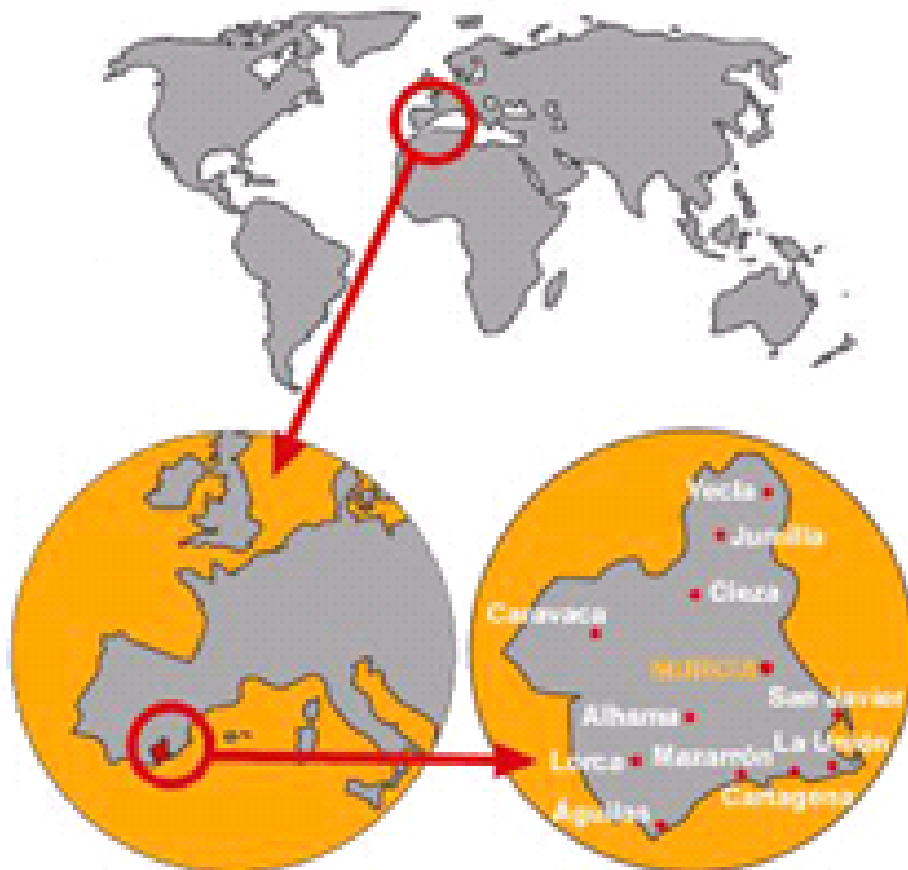 Yecla
Jumilla
Cieza
Caravaca
MURCIA
San Javier
Alhama
La Unión
Lorca
Mazarrón
Cartagena
Águilas